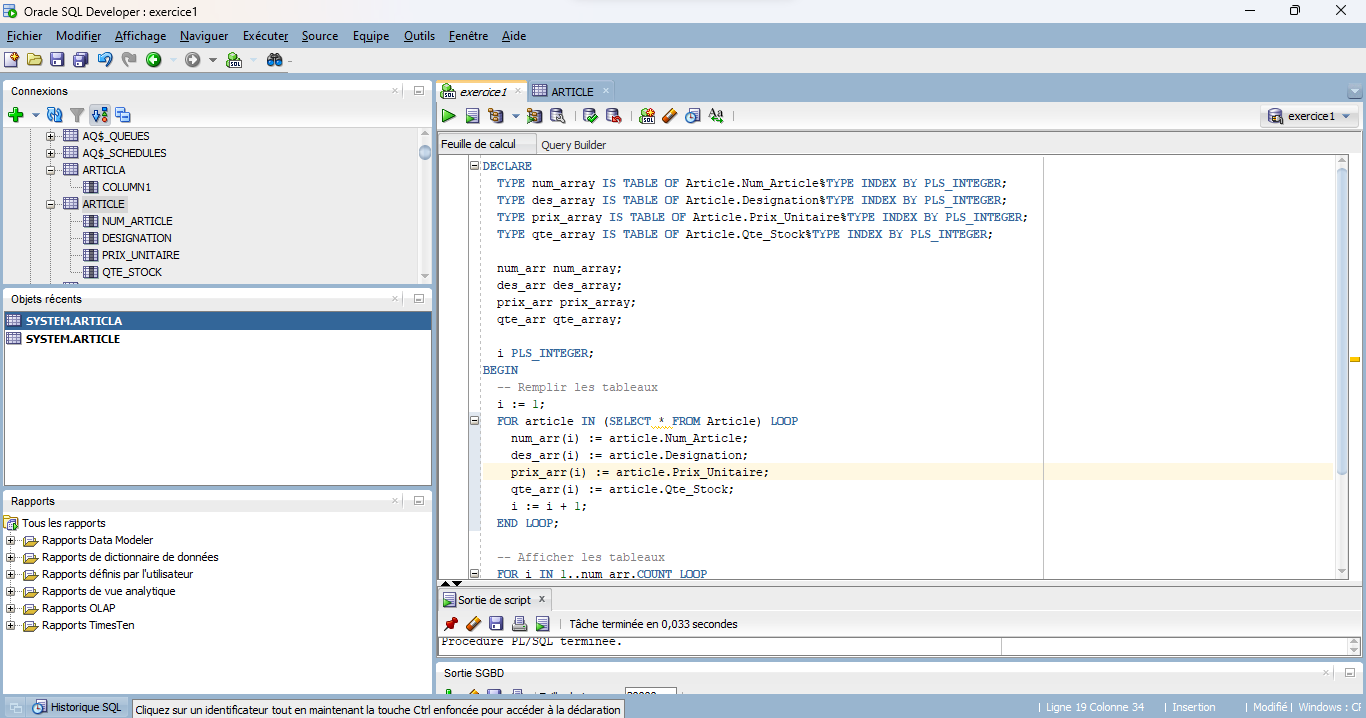 Oracle SQL Developer : exercice1
Fichier Modifier Affichage Naviguer Exécuter Source Equipe Outils Fenêtre Aide
Connexions
AQ$_QUEUES
AQ$_SCHEDULES
ARTICLA
COLUMN1
ARTICLE
NUM_ARTICLE
DESIGNATION
PRIX_UNITAIRE
QTE_STOCK
Objets récents
SYSTEM.ARTICLA
SYSTEM.ARTICLE
Rapports
Tous les rapports
Rapports Data Modeler
Rapports de dictionnaire de données
Rapports définis par l'utilisateur
Rapports de vue analytique
Rapports OLAP
Rapports TimesTen
exercice1 ARTICLE
exercice1
Feuille de calcul Query Builder
DECLARE
TYPE num_array IS TABLE OF Article.Num_Article%TYPE INDEX BY PLS_INTEGER;
TYPE des_array IS TABLE OF Article.Designation%TYPE INDEX BY PLS_INTEGER;
TYPE prix_array IS TABLE OF Article.Prix_Unitaire%TYPE INDEX BY PLS_INTEGER;
TYPE qte_array IS TABLE OF Article.Qte_Stock%TYPE INDEX BY PLS_INTEGER;
num_arr num_array;
des_arr des_array;
prix_arr prix_array;
qte_arr qte_array;
i PLS_INTEGER;
BEGIN
-- Remplir les tableaux
i := 1;
FOR article IN (SELECT * FROM Article) LOOP
num_arr(i) := article.Num_Article;
des_arr(i) := article.Designation;
prix_arr(i) := article.Prix_Unitaire;
qte_arr(i) := article.Qte_Stock;
i := i + 1;
END LOOP;
-- Afficher les tableaux
FOR i IN 1..num_arr.COUNT LOOP
Sortie de script
Tâche terminée en 0,033 secondes
Procédure PL/SQL terminée.
Sortie SGBD
Historique SQL
Cliquez sur un identificateur tout en maintenant la touche Ctrl enfoncée pour accéder à la déclaration
Ligne 19 Colonne 34 Insertion Modifié Windows : CF